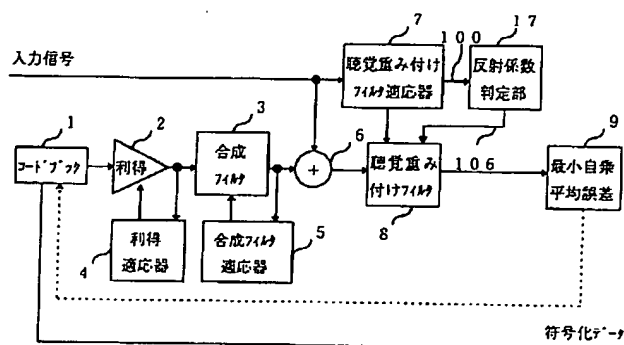 7
100
17
入力信号
聴覚重み付け
フィルタ適応器
反射係数
判定部
1
2
3
9
コードブック
利得
合成
フィルタ
+
6
聴覚重み
付けフィルタ
106
最小自乗
平均誤差
8
4
利得
適応器
合成フィルタ
適応器
5
符号化データ